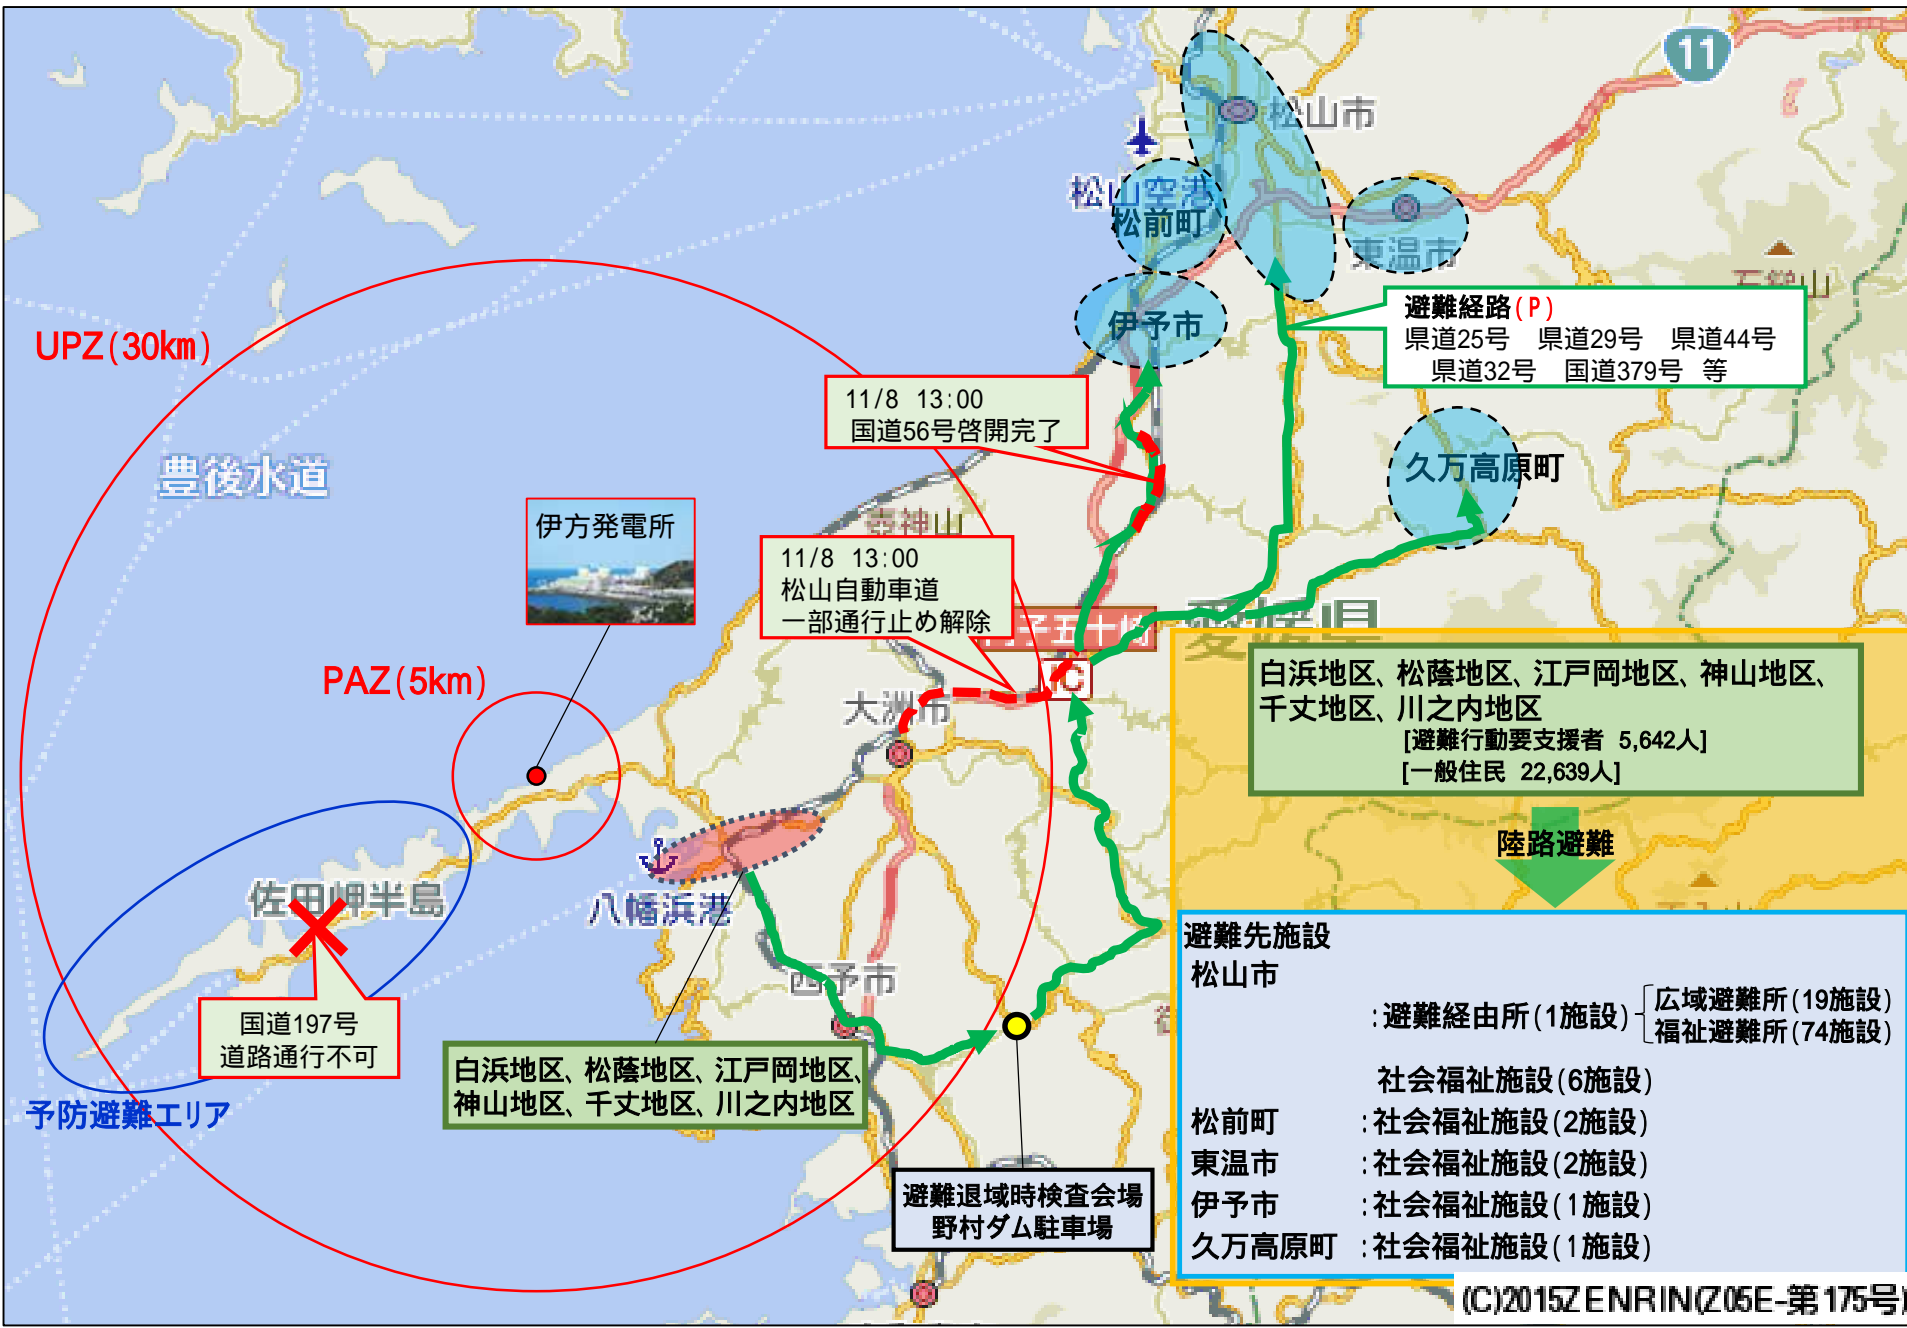 11
松山市
松山空港
松前町
東温市
石鎚山
避難経路(P)
県道25号 県道29号 県道44号
県道32号 国道379号 等
伊予市
UPZ(30km)
11/8 13:00
国道56号啓開完了
豊後水道
久万高原町
伊方発電所
壺神山
11/8 13:00
松山自動車道
一部通行止め解除
子五十崎
愛媛県
IC
PAZ(5km)
大洲市
白浜地区、松蔭地区、江戸岡地区、神山地区、
千丈地区、川之内地区
[避難行動要支援者 5,642人]
[一般住民 22,639人]
陸路避難
佐田岬半島
八幡浜港
西予市
国道197号
道路通行不可
予防避難エリア
白浜地区、松蔭地区、江戸岡地区、
神山地区、千丈地区、川之内地区
避難退域時検査会場
野村ダム駐車場
避難先施設
松山市
:避難経由所(1施設)
広域避難所(19施設)
福祉避難所(74施設)
社会福祉施設(6施設)
松前町 :社会福祉施設(2施設)
東温市 :社会福祉施設(2施設)
伊予市 :社会福祉施設(1施設)
久万高原町 :社会福祉施設(1施設)
(C)2015ZENRIN(Z05E-第175号)